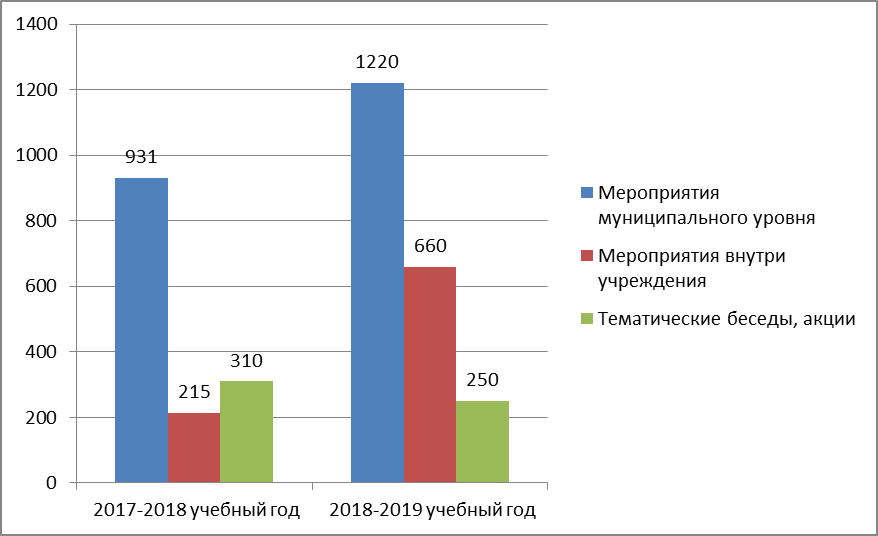 1400
1200
1000
800
600
400
200
0
931
215
310
1220
660
250
2017-2018 учебный год
2018-2019 учебный год
Мероприятия
муниципального уровня
Мероприятия внутри
учреждения
Тематические беседы, акции